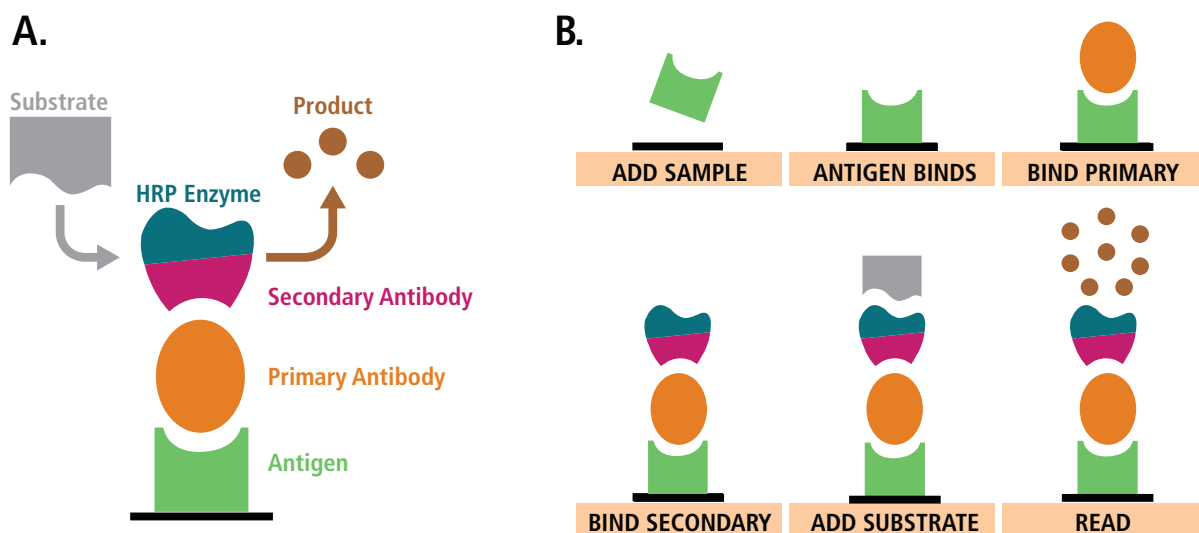 A.
Substrate
Product
HRP Enzyme
Secondary Antibody
Primary Antibody
Antigen
B.
ADD SAMPLE
ANTIGEN BINDS
BIND PRIMARY
BIND SECONDARY
ADD SUBSTRATE
READ